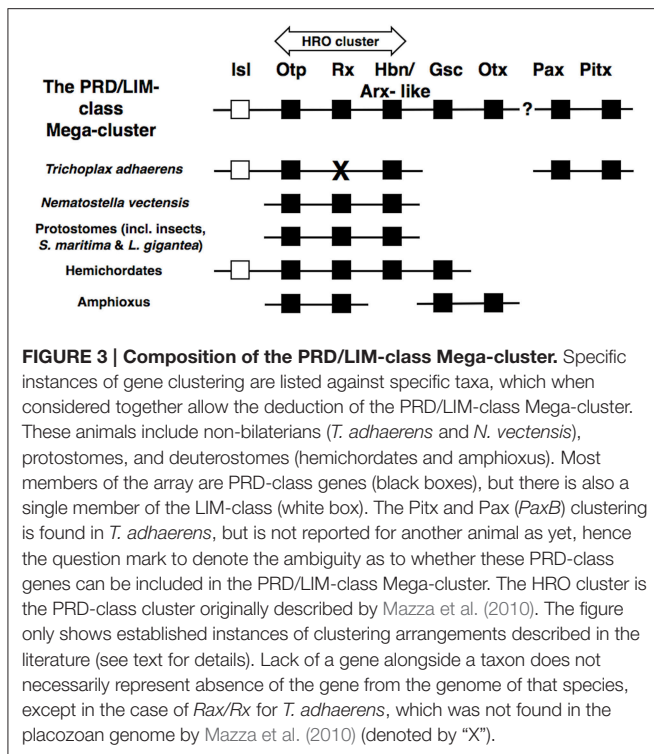 HRO cluster
Isl Otp Rx Hbn/ Gsc Otx Pax Pitx
Arx- like
The PRD/LIM-
class
Mega-cluster
?
Trichoplax adhaerens
X
Nematostella vectensis
Protostomes (incl. insects,
S. maritima & L. gigantea)
Hemichordates
Amphioxus
FIGURE 3 | Composition of the PRD/LIM-class Mega-cluster. Specific
instances of gene clustering are listed against specific taxa, which when
considered together allow the deduction of the PRD/LIM-class Mega-cluster.
These animals include non-bilaterians (T. adhaerens and N. vectensis),
protostomes, and deuterostomes (hemichordates and amphioxus). Most
members of the array are PRD-class genes (black boxes), but there is also a
single member of the LIM-class (white box). The Pitx and Pax (PaxB) clustering
is found in T. adhaerens, but is not reported for another animal as yet, hence
the question mark to denote the ambiguity as to whether these PRD-class
genes can be included in the PRD/LIM-class Mega-cluster. The HRO cluster is
the PRD-class cluster originally described by Mazza et al. (2010). The figure
only shows established instances of clustering arrangements described in the
literature (see text for details). Lack of a gene alongside a taxon does not
necessarily represent absence of the gene from the genome of that species,
except in the case of Rax/Rx for T. adhaerens, which was not found in the
placozoan genome by Mazza et al. (2010) (denoted by “X”).